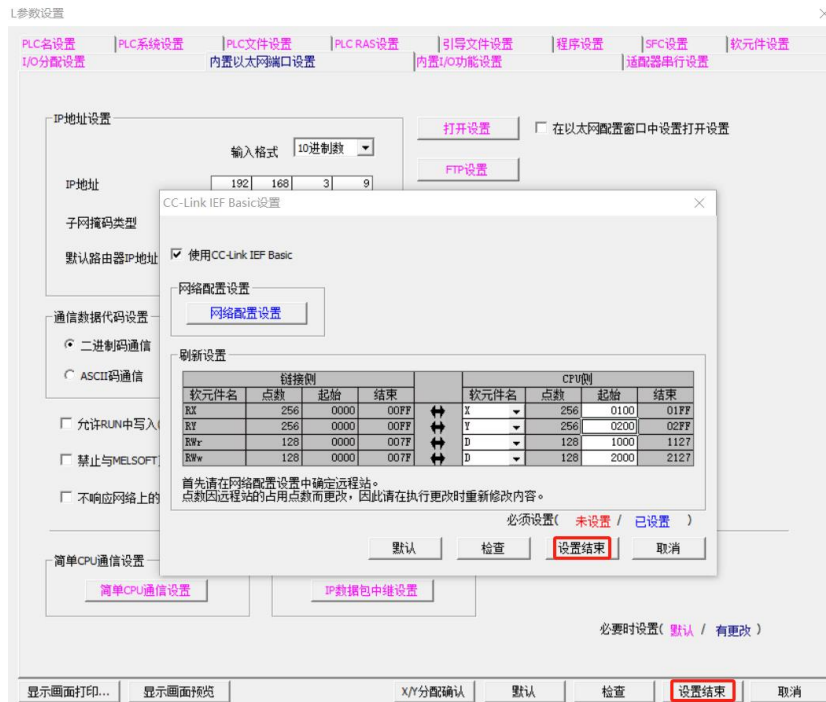 L参数设置
PLC名设置 PLC系统设置 PLC文件设置 PLC RAS设置 引导文件设置 程序设置 SFC设置 软元件设置
I/O分配设置 内置以太网端口设置 内置I/O功能设置 适配器串行设置
IP地址设置
输入格式 10进制数
IP地址 192 168 3 9
子网掩码类型
默认路由器IP地址
打开设置 在以太网配置窗口中设置打开设置
FTP设置
通信数据代码设置
二进制码通信
ASCII码通信
允许RUN中写入(
禁止与MELSOFT
不响应网络上的
CC-Link IEF Basic设置
使用CC-Link IEF Basic
网络配置设置
网络配置设置
刷新设置
链接侧 CPU侧
软元件名 点数 起始 结束 软元件名 点数 起始 结束
RX 256 0000 00FF X 256 0100 01FF
RY 256 0000 00FF Y 256 0200 02FF
RWr 128 0000 007F D 128 1000 1127
RWw 128 0000 007F D 128 2000 2127
首先请在网络配置设置中确定远程站。
点数因远程站的占用点数而更改，因此请在执行更改时重新修改内容。
必须设置( 未设置 / 已设置 )
默认 检查 设置结束 取消
简单CPU通信设置
简单CPU通信设置 IP数据包中继设置
必要时设置( 默认 / 有更改 )
显示画面打印... 显示画面预览 X/Y分配确认 默认 检查 设置结束 取消